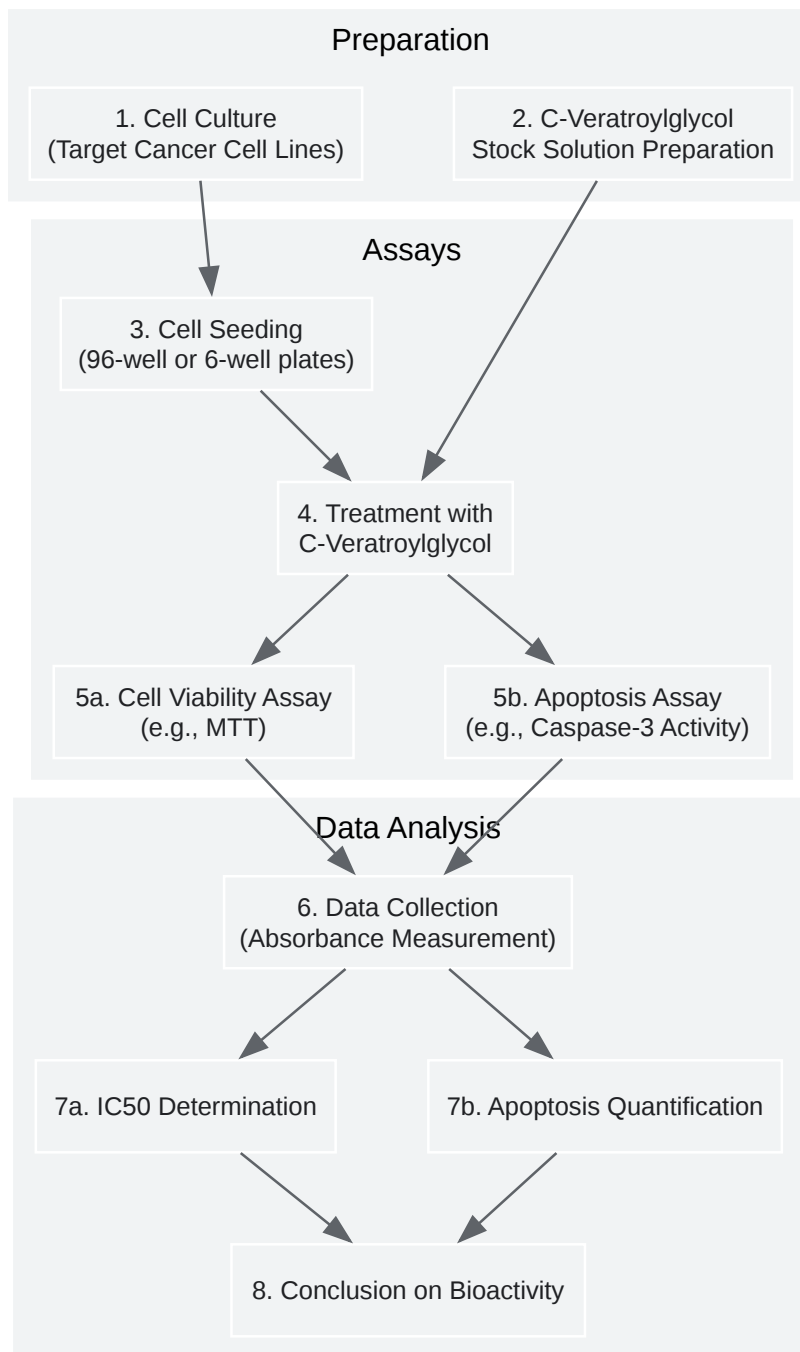 Preparation
1. Cell Culture
(Target Cancer Cell Lines)
2. C-Veratroylglycol
Stock Solution Preparation
Assays
3. Cell Seeding
(96-well or 6-well plates)
4. Treatment with
C-Veratroylglycol
5a. Cell Viability Assay
(e.g., MTT)
5b. Apoptosis Assay
(e.g., Caspase-3 Activity)
Data Analysis
6. Data Collection
(Absorbance Measurement)
7a. IC50 Determination
7b. Apoptosis Quantification
8. Conclusion on Bioactivity